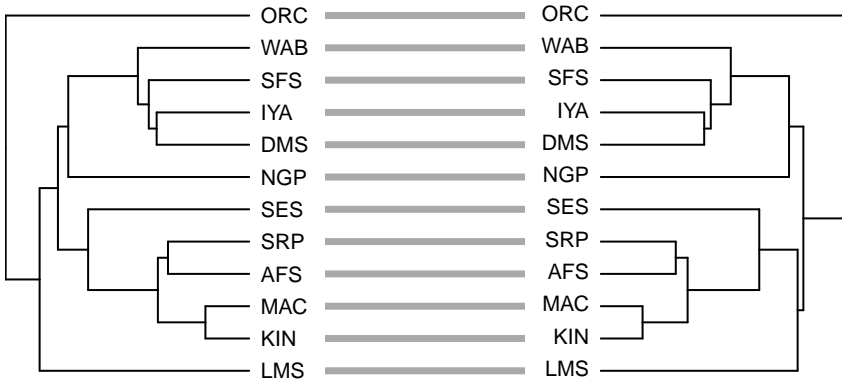 ORC ORC
WAB WAB
SFS SFS
IYA IYA
DMS DMS
NGP NGP
SES SES
SRP SRP
AFS AFS
MAC MAC
KIN KIN
LMS LMS